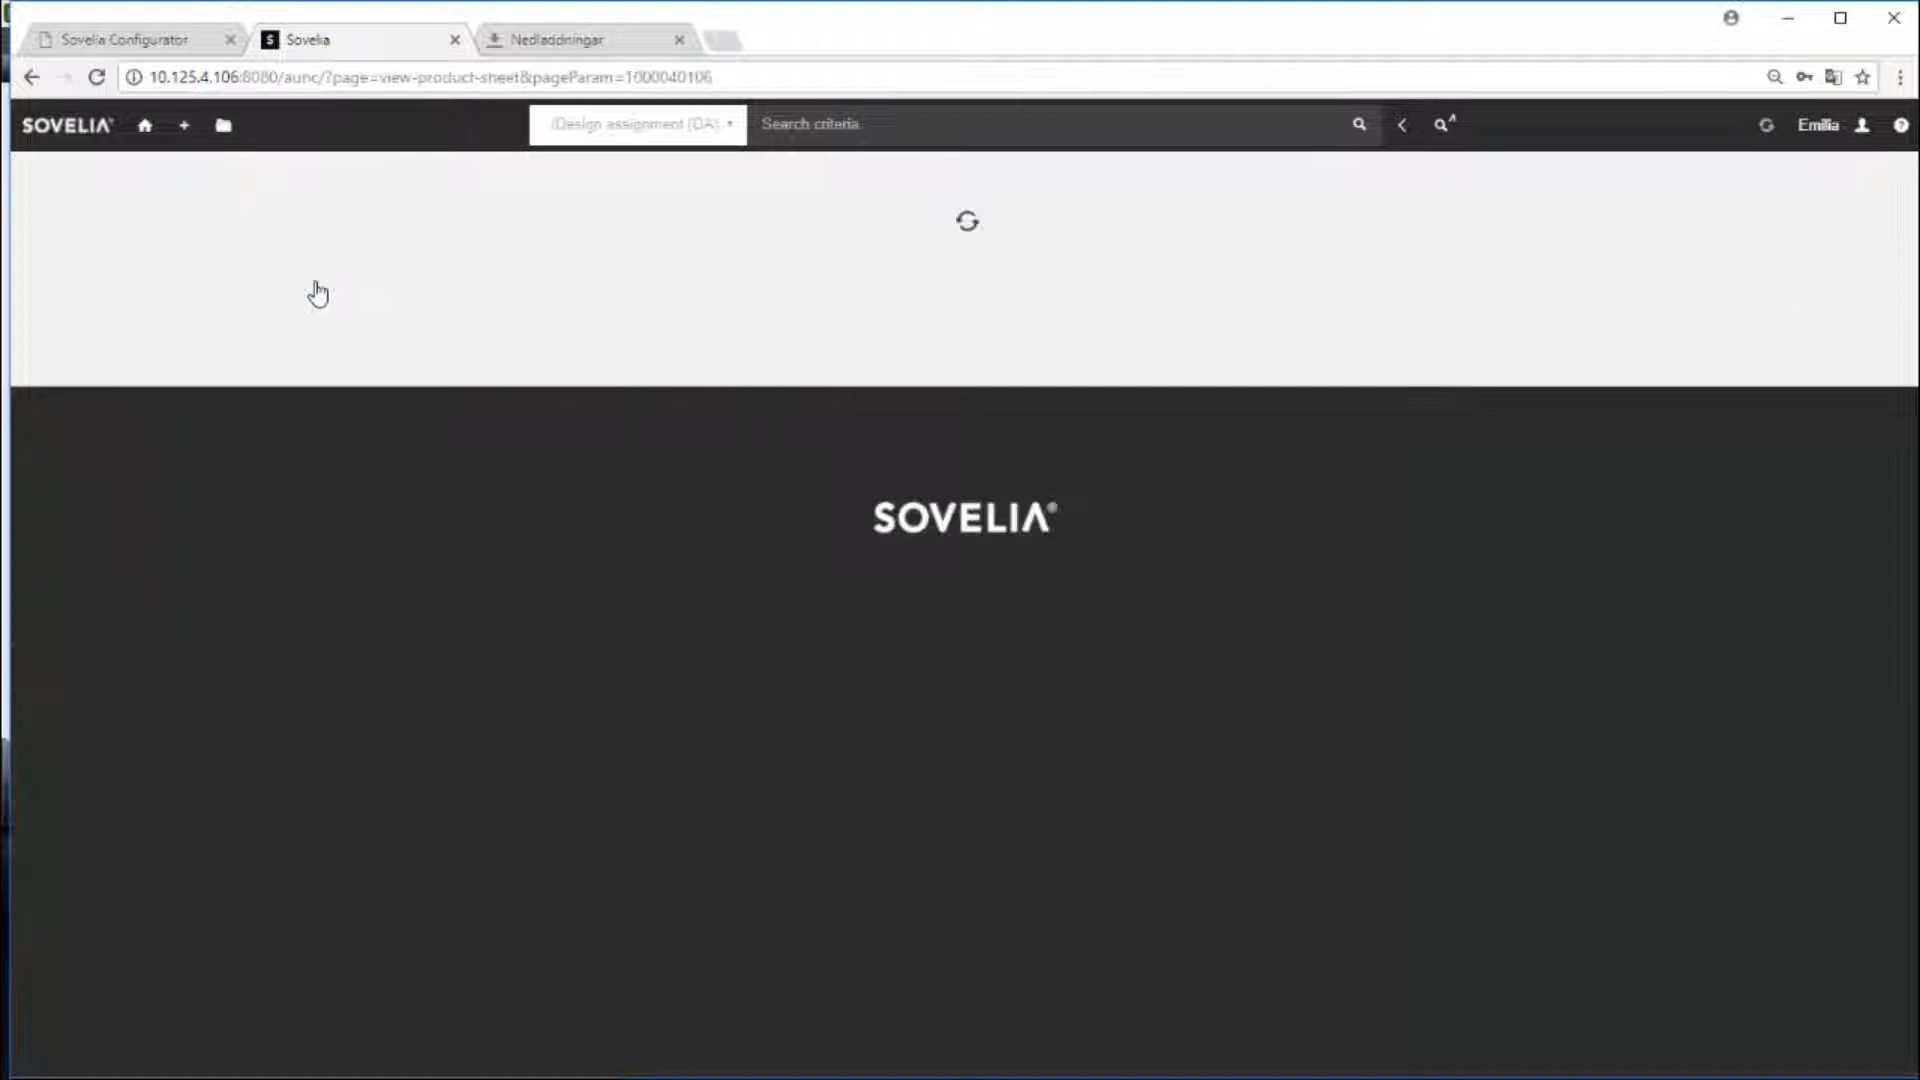 Sovelia Configurator
S Sovelia
Nedladdningar
10.125.4.106:8080/aunc/?page=view-product-sheet&pageParam=1000040106
SOVELIA®
(Design assignment (DA)
Search criteria
Emilia
SOVELIA®